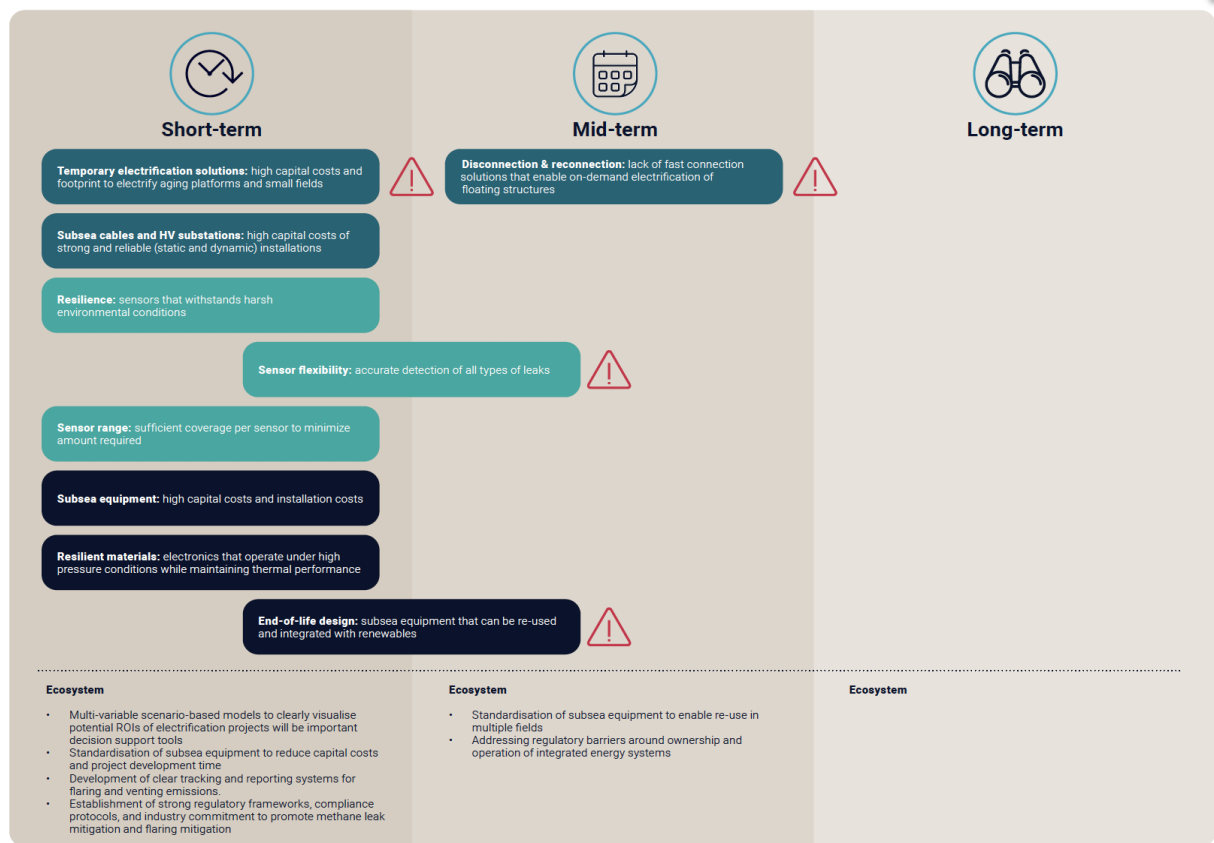 Short-term
Mid-term
Long-term
Temporary electrification solutions: high capital costs and
footprint to electrify aging platforms and small fields
Disconnection & reconnection: lack of fast connection
solutions that enable on-demand electrification of
floating structures
Subsea cables and HV substations: high capital costs of
strong and reliable (static and dynamic) installations
Resilience: sensors that withstands harsh
environmental conditions
Sensor flexibility: accurate detection of all types of leaks
Sensor range: sufficient coverage per sensor to minimize
amount required
Subsea equipment: high capital costs and installation costs
Resilient materials: electronics that operate under high
pressure conditions while maintaining thermal performance
End-of-life design: subsea equipment that can be re-used
and integrated with renewables
Ecosystem
• Multi-variable scenario-based models to clearly visualise
potential ROIs of electrification projects will be important
decision support tools
• Standardisation of subsea equipment to reduce capital costs
and project development time
• Development of clear tracking and reporting systems for
flaring and venting emissions.
• Establishment of strong regulatory frameworks, compliance
protocols, and industry commitment to promote methane leak
mitigation and flaring mitigation
Ecosystem
• Standardisation of subsea equipment to enable re-use in
multiple fields
• Addressing regulatory barriers around ownership and
operation of integrated energy systems
Ecosystem